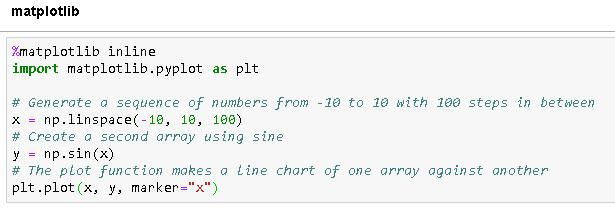 matplotlib
%matplotlib inline
import matplotlib.pyplot as plt
# Generate a sequence of numbers from -10 to 10 with 100 steps in between
x = np.linspace(-10, 10, 100)
# Create a second array using sine
y = np.sin(x)
# The plot function makes a line chart of one array against another
plt.plot(x, y, marker="x")